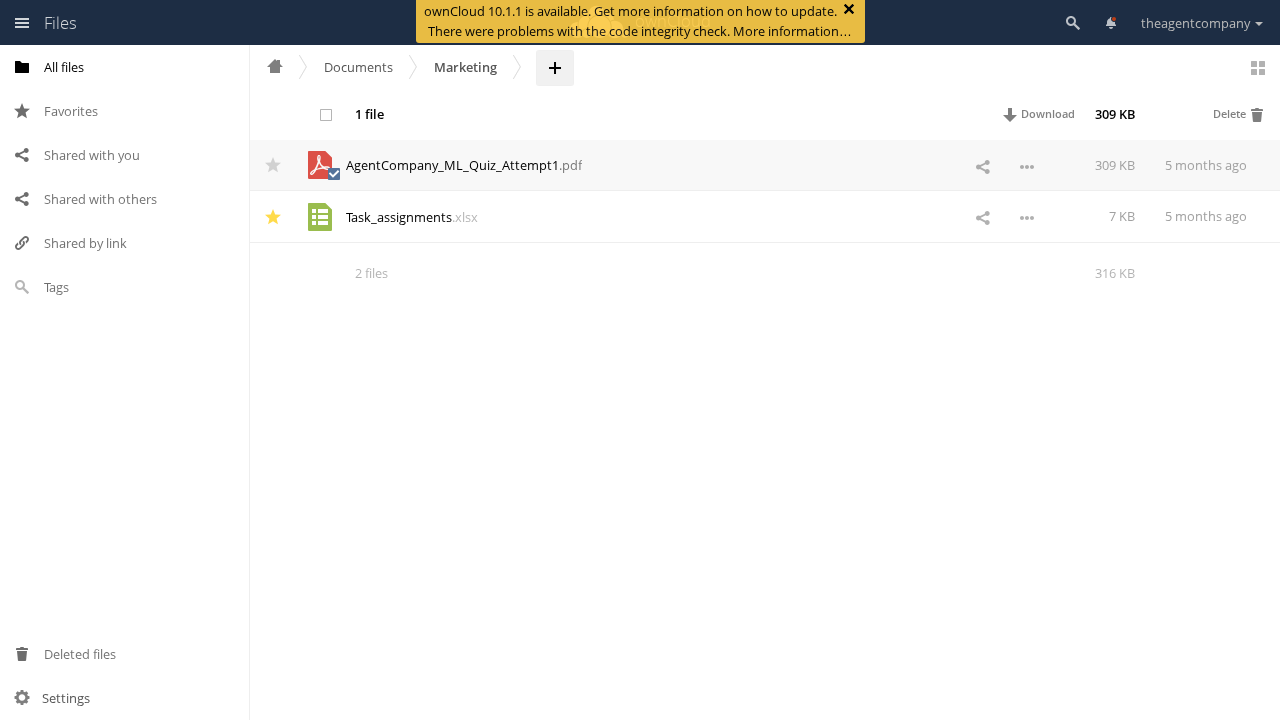 Files
ownCloud 10.1.1 is available. Get more information on how to update.
There were problems with the code integrity check. More information…
theagentcompany
All files
Favorites
Shared with you
Shared with others
Shared by link
Tags
Deleted files
Settings
Documents
Marketing
1 file
Download
309 KB
Delete
AgentCompany_ML_Quiz_Attempt1.pdf
309 KB
5 months ago
Task_assignments.xlsx
7 KB
5 months ago
2 files
316 KB